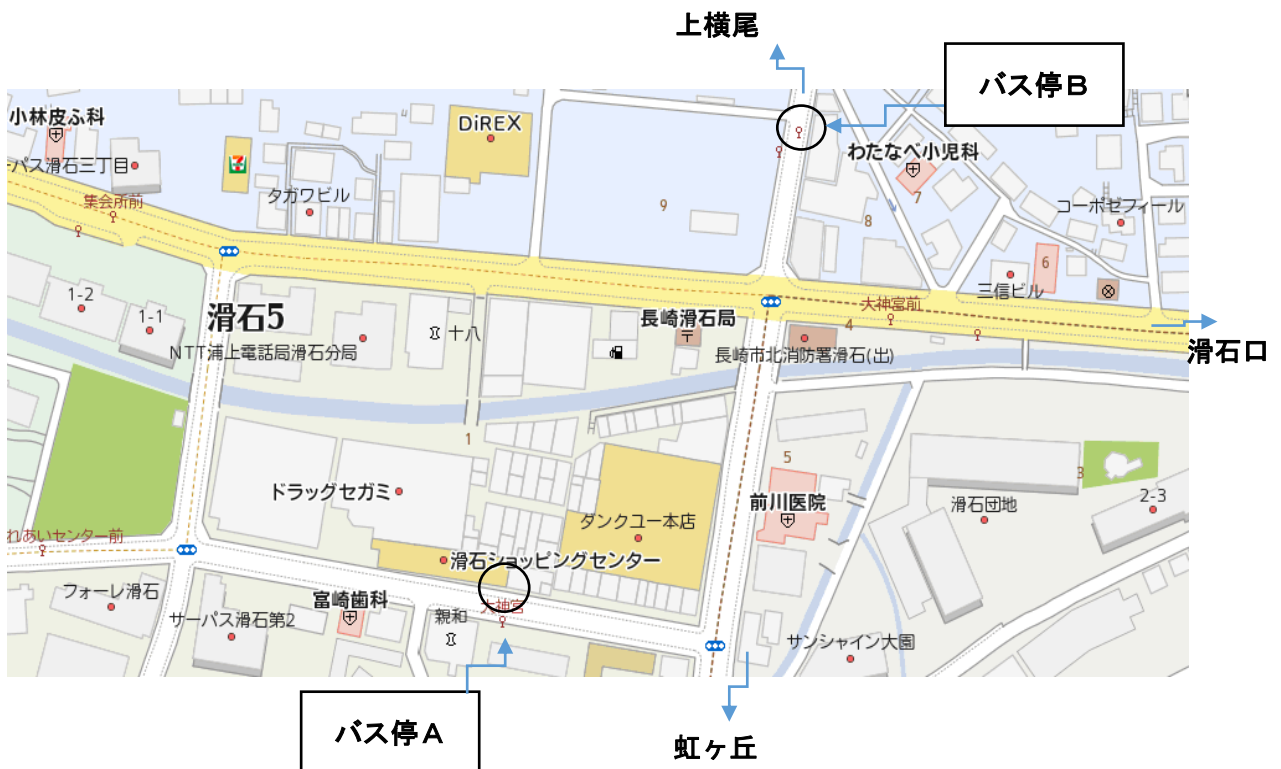 上横尾
バス停B
小林皮ふ科
DiREX
わたなべ小児科
パス滑石三丁目
7
タガワビル
集会所前
9
7
8
コーポゼフィール
6
三信ビル
1-2
1-1
滑石5
十八
長崎滑石局
大神宮前
4
滑石口
NTT浦上電話局滑石分局
長崎市北消防署滑石(出)
1
5
3
ドラッグセガミ
ダンクユー本店
前川医院
滑石団地
2-3
れあいセンター前
滑石ショッピングセンター
フォーレ滑石
富崎歯科
大神宮
サーパス滑石第2
親和
サンシャイン大園
バス停A
虹ヶ丘